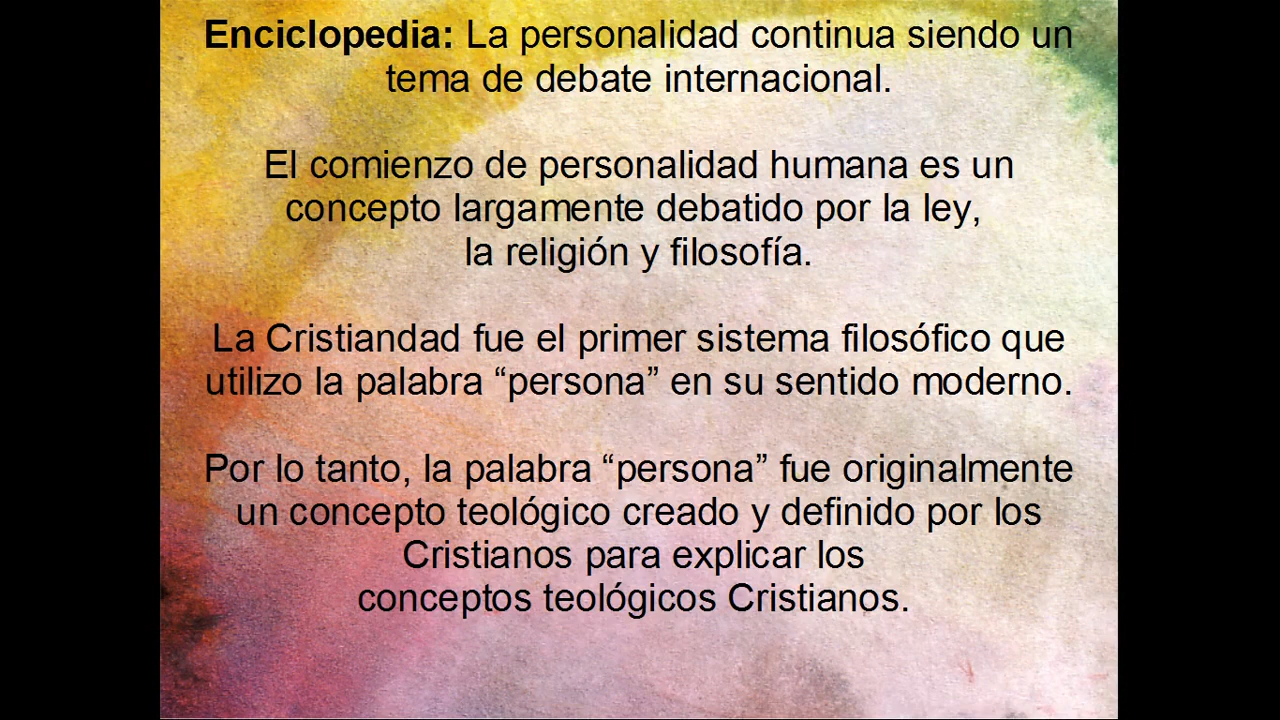 Enciclopedia: La personalidad continua siendo un
tema de debate internacional.
El comienzo de personalidad humana es un
concepto largamente debatido por la ley,
la religión y filosofía.
La Cristiandad fue el primer sistema filosófico que
utilizo la palabra “persona” en su sentido moderno.
Por lo tanto, la palabra “persona” fue originalmente
un concepto teológico creado y definido por los
Cristianos para explicar los
conceptos teológicos Cristianos.